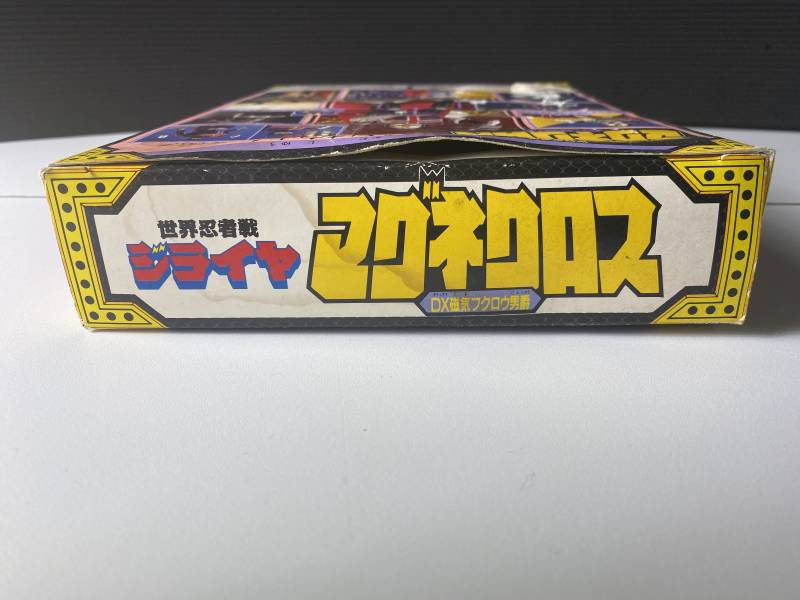 世界忍者戦
ジライヤ
マグネクロス
DX磁気フクロウ男爵